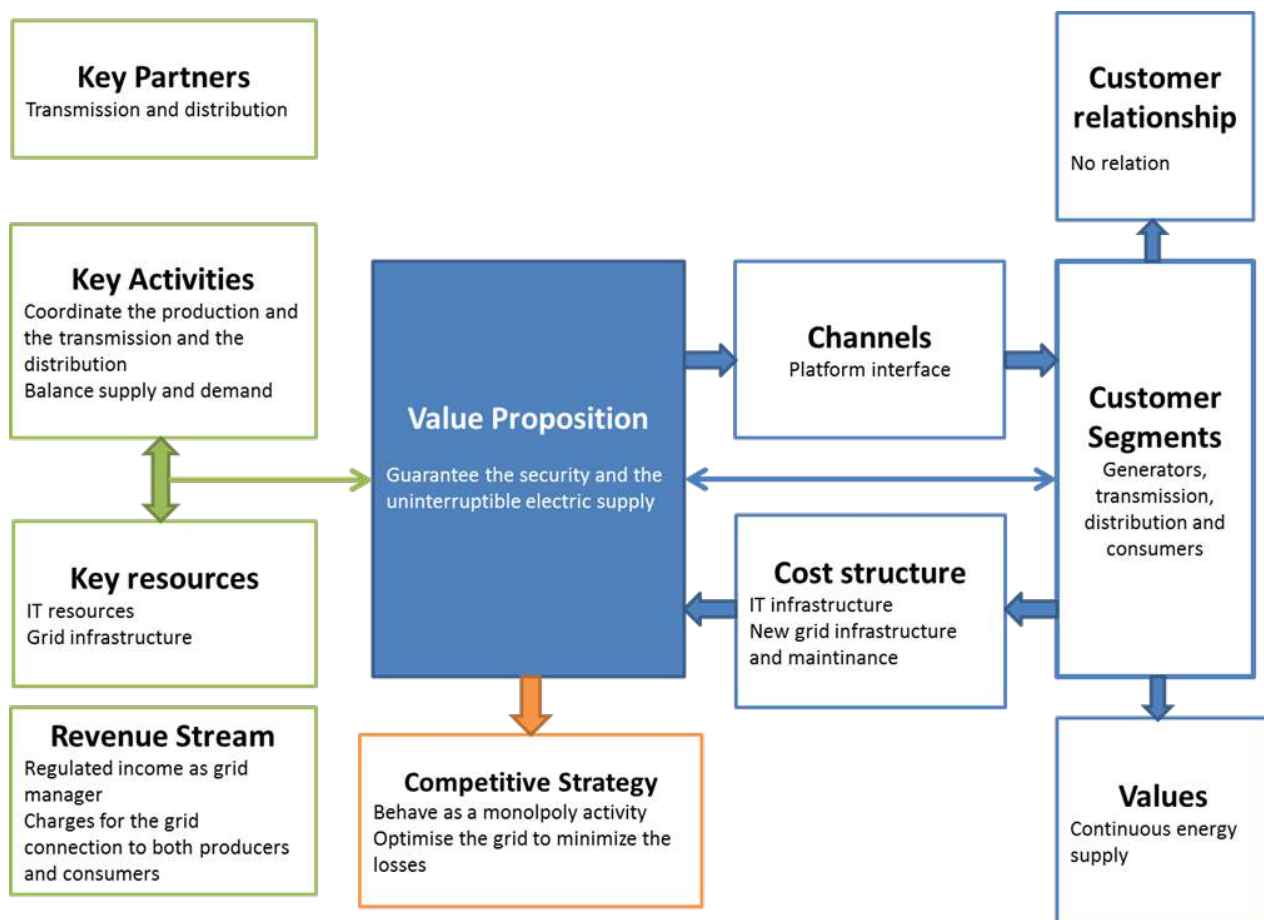 Key Partners
Transmission and distribution
Key Activities
Coordinate the production and
the transmission and the
distribution
Balance supply and demand
Key resources
IT resources
Grid infrastructure
Revenue Stream
Regulated income as grid
manager
Charges for the grid
connection to both producers
and consumers
Value Proposition
Guarantee the security and the
uninterruptible electric supply
Competitive Strategy
Behave as a monolpoly activity
Optimise the grid to minimize the
losses
Channels
Platform interface
Cost structure
IT infrastructure
New grid infrastructure
and maintinance
Customer
relationship
No relation
Customer
Segments
Generators,
transmission,
distribution and
consumers
Values
Continuous energy
supply